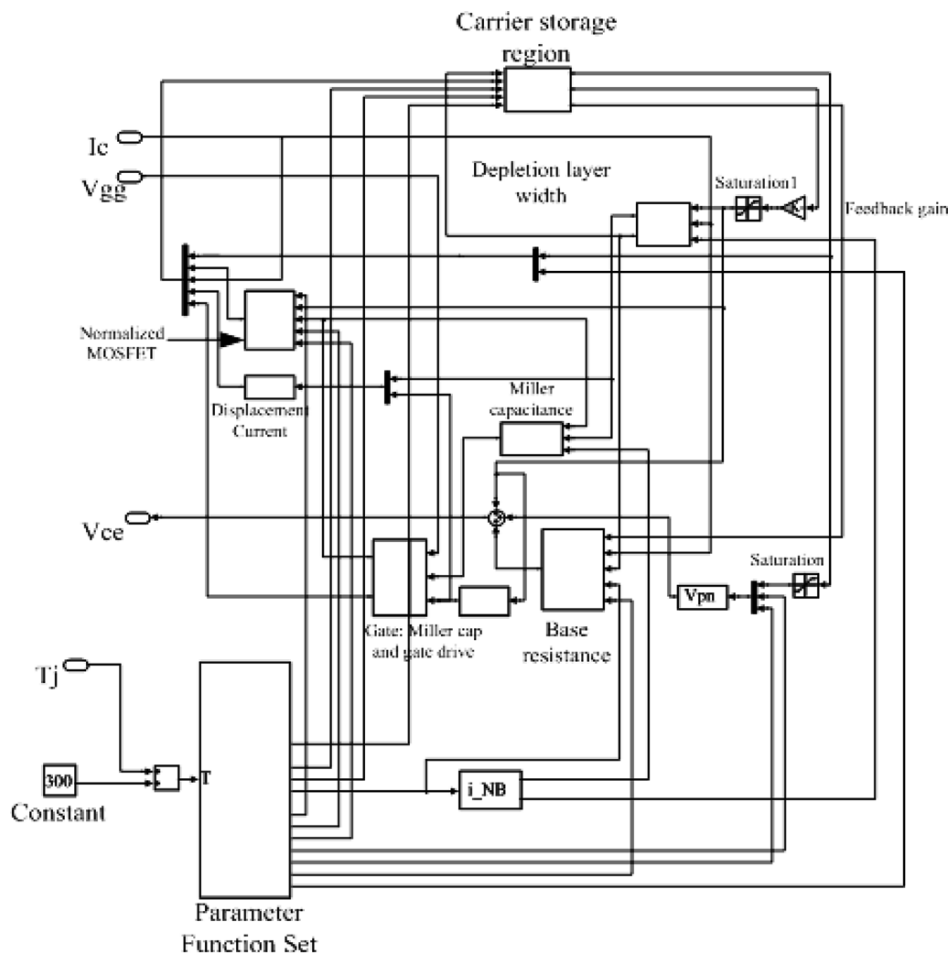 Carrier storage
region
Ic
Vgg
Depletion layer
width
Saturation1
K
Feedback gain
Normalized
MOSFET
Displacement
Current
Miller
capacitance
Vce
Saturation
Vpn
Gate: Miller cap
and gate drive
Base
resistance
Tj
T
300
Constant
i_NB
Parameter
Function Set